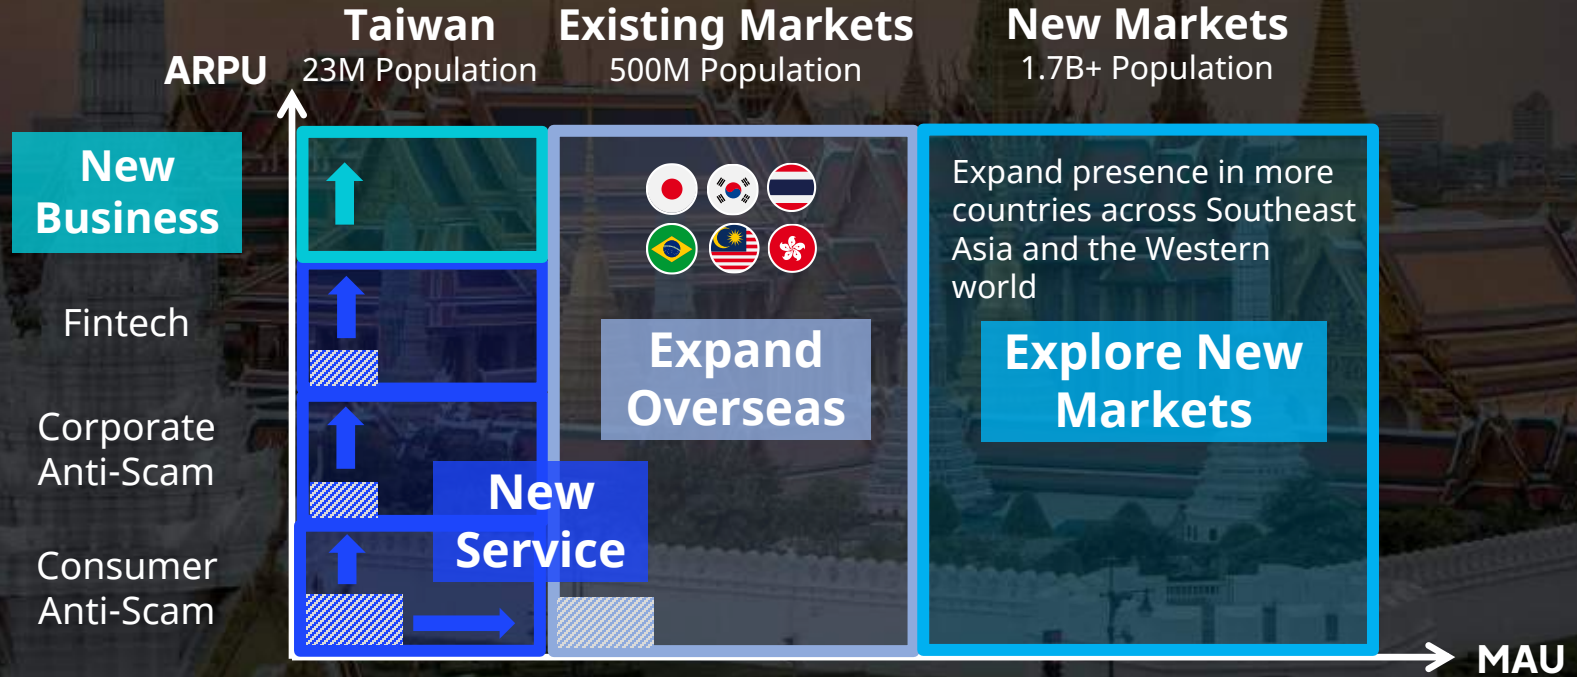 Taiwan
23M Population
Existing Markets
500M Population
New Markets
1.7B+ Population
ARPU
New
Business
Fintech
Corporate
Anti-Scam
Consumer
Anti-Scam
New
Service
Expand
Overseas
Expand presence in more
countries across Southeast
Asia and the Western
world
Explore New
Markets
MAU